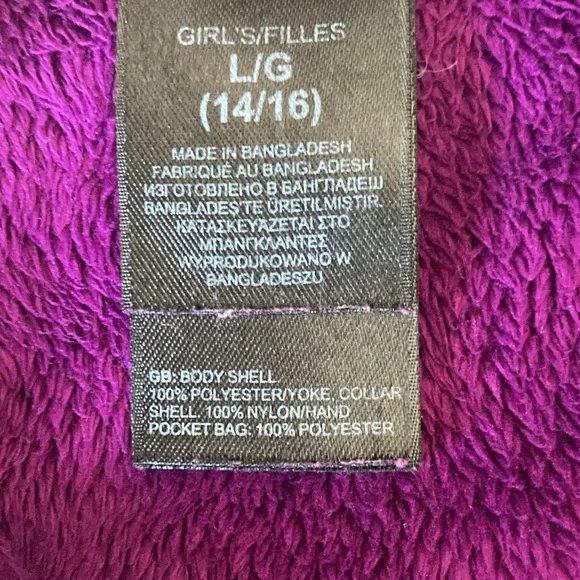 GIRL'S/FILLES
L/G
(14/16)
MADE IN BANGLADESH
FABRIQUÉ AU BANGLADESH
ИЗГОТОВЛЕНО В БАНГЛАДЕШ
BANGLADEŞ'TE ÜRETİLMİŞTİR.
ΚΑΤΑΣΚΕΥΑΖΕΤΑΙ ΣΤΟ
ΜΠΑΝΓΚΛΑΝΤΕΣ
WYPRODUKOWANO W
BANGLADESZU
GB: BODY SHELL
100% POLYESTER/YOKE, COLLAR
SHELL: 100% NYLON/HAND
POCKET BAG: 100% POLYESTER